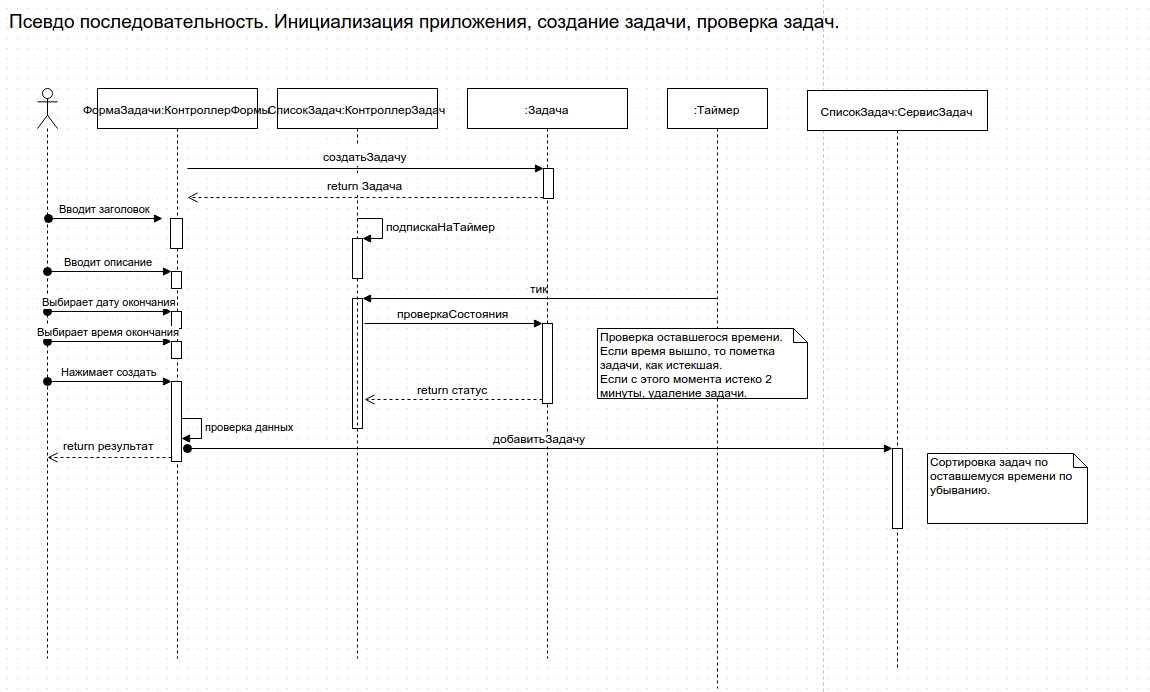 Псевдо последовательность. Инициализация приложения, создание задачи, проверка задач.
ФормаЗадачи:КонтроллерФормы
СписокЗадач:КонтроллерЗадач
:Задача
:Таймер
СписокЗадач:СервисЗадач
создатьЗадачу
return Задача
Вводит заголовок
подпискаНаТаймер
Вводит описание
тик
Выбирает дату окончания
проверкаСостояния
Выбирает время окончания
Проверка оставшегося времени.
Если время вышло, то пометка
задачи, как истекшая.
Если с этого момента истеко 2
минуты, удаление задачи.
Нажимает создать
return статус
проверка данных
return результат
добавитьЗадачу
Сортировка задач по
оставшемуся времени по
убыванию.